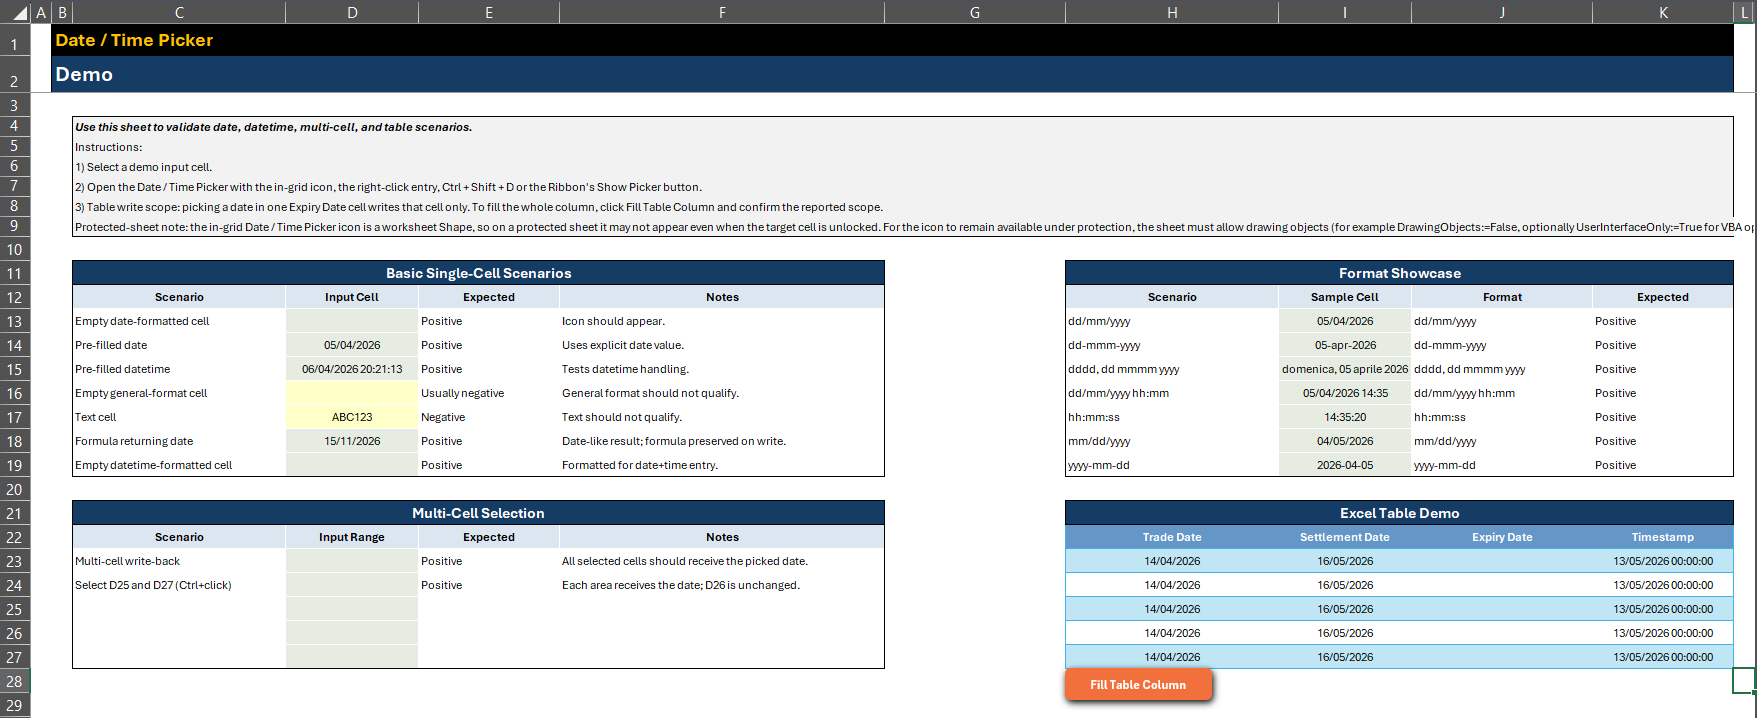 A B C D E F G H I J K L
1 Date / Time Picker
2 Demo
3
4 Use this sheet to validate date, datetime, multi-cell, and table scenarios.
5 Instructions:
6 1) Select a demo input cell.
7 2) Open the Date / Time Picker with the in-grid icon, the right-click entry, Ctrl + Shift + D or the Ribbon's Show Picker button.
8 3) Table write scope: picking a date in one Expiry Date cell writes that cell only. To fill the whole column, click Fill Table Column and confirm the reported scope.
9 Protected-sheet note: the in-grid Date / Time Picker icon is a worksheet Shape, so on a protected sheet it may not appear even when the target cell is unlocked. For the icon to remain available under protection, the sheet must allow drawing objects (for example DrawingObjects:=False, optionally UserInterfaceOnly:=True for VBA op
10
11 Basic Single-Cell Scenarios Format Showcase
12 Scenario Input Cell Expected Notes Scenario Sample Cell Format Expected
13 Empty date-formatted cell Positive Icon should appear. dd/mm/yyyy 05/04/2026 dd/mm/yyyy Positive
14 Pre-filled date 05/04/2026 Positive Uses explicit date value. dd-mmm-yyyy 05-apr-2026 dd-mmm-yyyy Positive
15 Pre-filled datetime 06/04/2026 20:21:13 Positive Tests datetime handling. dddd, dd mmmm yyyy domenica, 05 aprile 2026 dddd, dd mmmm yyyy Positive
16 Empty general-format cell Usually negative General format should not qualify. dd/mm/yyyy hh:mm 05/04/2026 14:35 dd/mm/yyyy hh:mm Positive
17 Text cell ABC123 Negative Text should not qualify. hh:mm:ss 14:35:20 hh:mm:ss Positive
18 Formula returning date 15/11/2026 Positive Date-like result; formula preserved on write. mm/dd/yyyy 04/05/2026 mm/dd/yyyy Positive
19 Empty datetime-formatted cell Positive Formatted for date+time entry. yyyy-mm-dd 2026-04-05 yyyy-mm-dd Positive
20
21 Multi-Cell Selection Excel Table Demo
22 Scenario Input Range Expected Notes Trade Date Settlement Date Expiry Date Timestamp
23 Multi-cell write-back Positive All selected cells should receive the picked date. 14/04/2026 16/05/2026 13/05/2026 00:00:00
24 Select D25 and D27 (Ctrl+click) Positive Each area receives the date; D26 is unchanged. 14/04/2026 16/05/2026 13/05/2026 00:00:00
25 14/04/2026 16/05/2026 13/05/2026 00:00:00
26 14/04/2026 16/05/2026 13/05/2026 00:00:00
27 14/04/2026 16/05/2026 13/05/2026 00:00:00
28 Fill Table Column
29